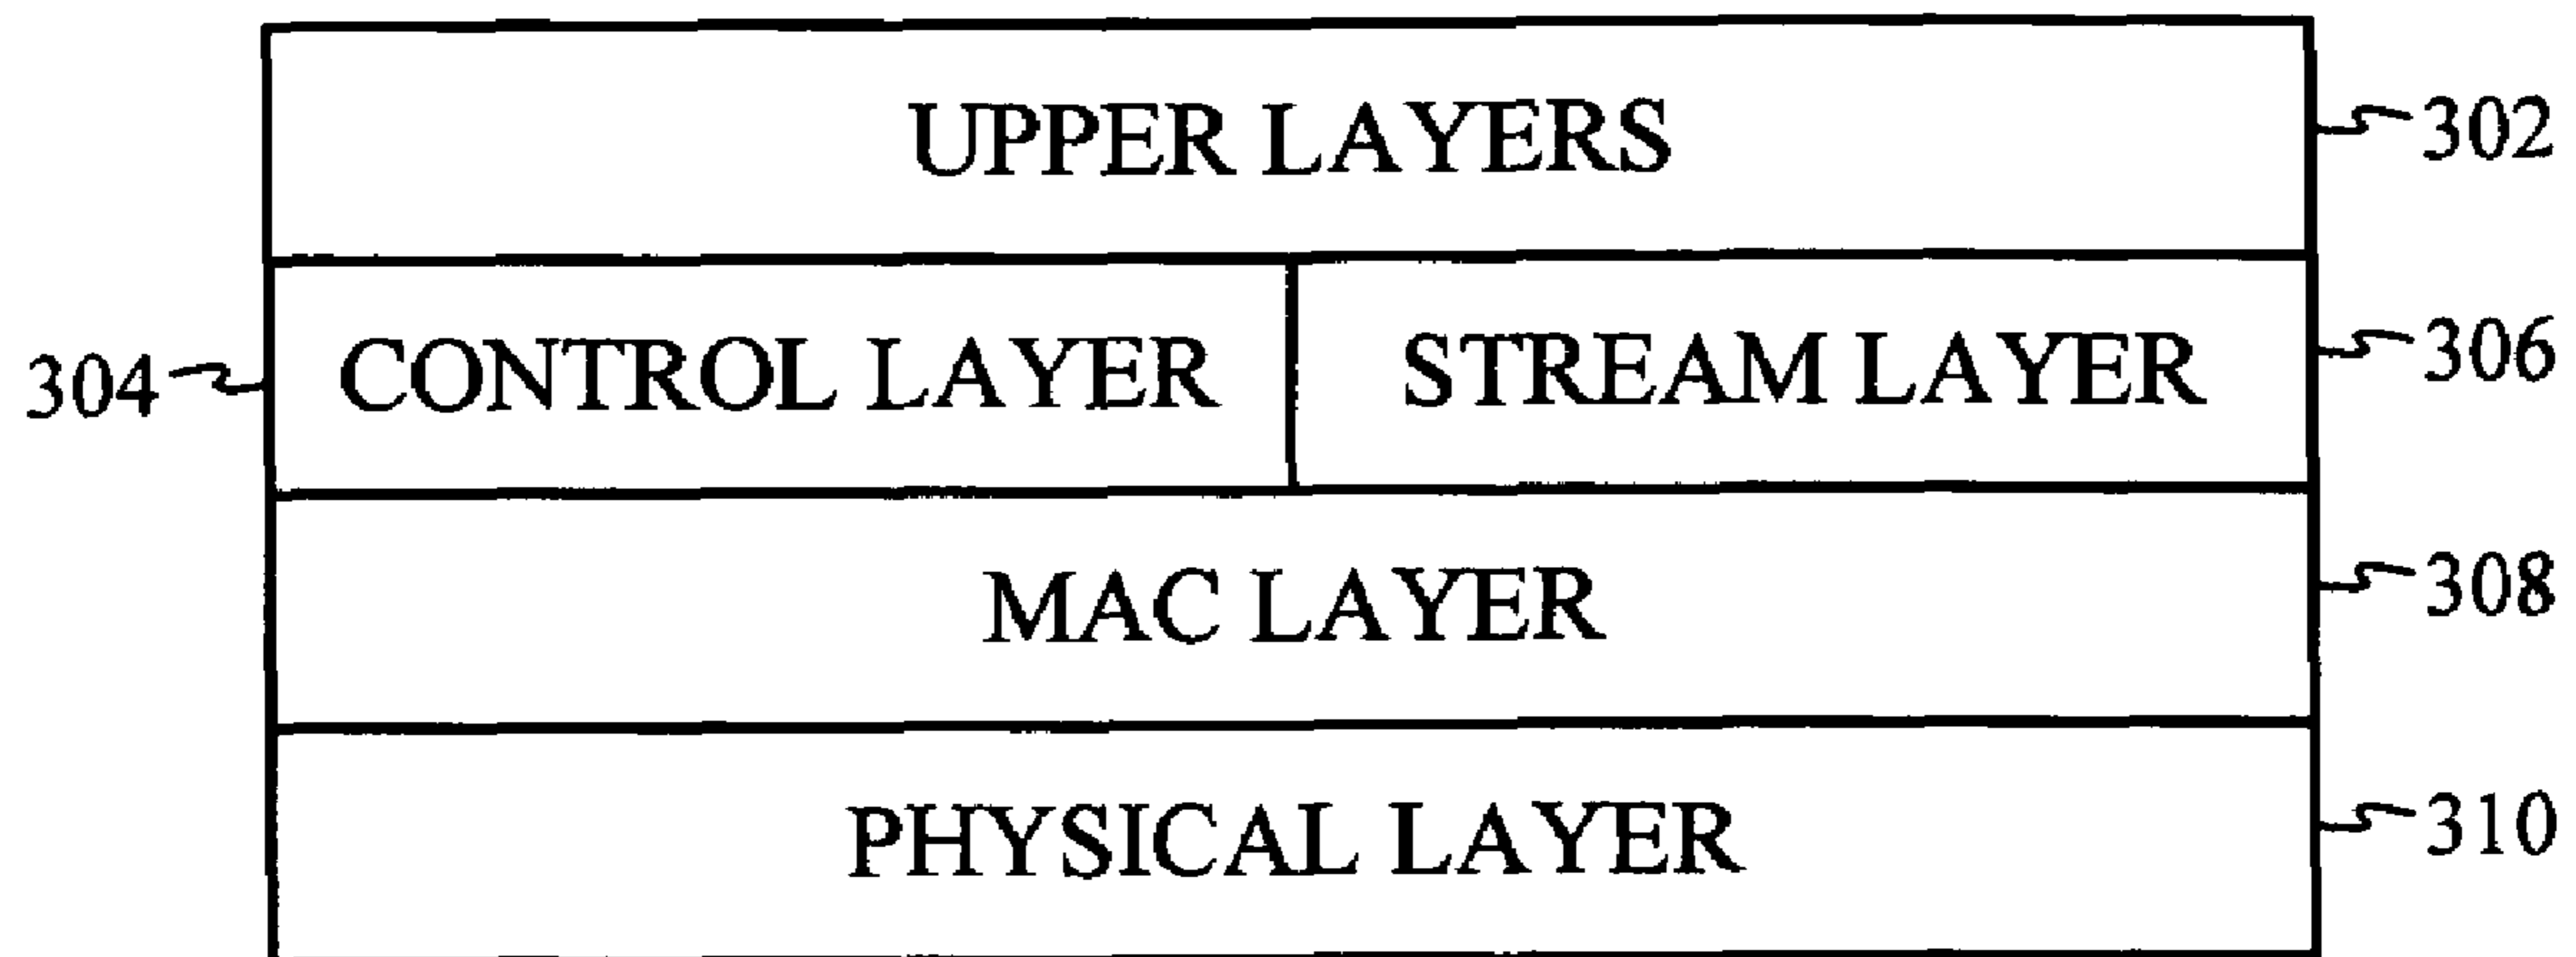 UPPER LAYERS
302
304
CONTROL LAYER
STREAM LAYER
306
MAC LAYER
308
PHYSICAL LAYER
310